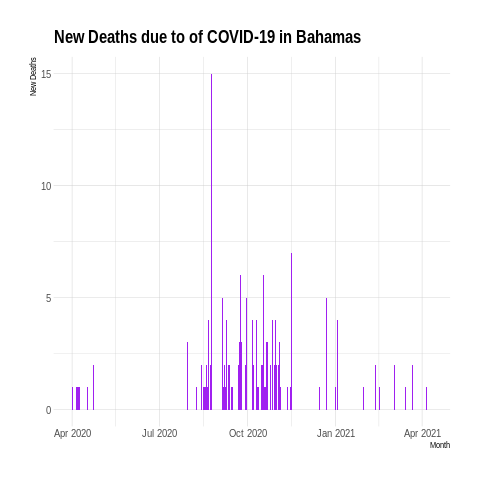 New Deaths due to of COVID-19 in Bahamas
New Deaths
15
10
5
0
Apr 2020 Jul 2020 Oct 2020 Jan 2021 Apr 2021
Month